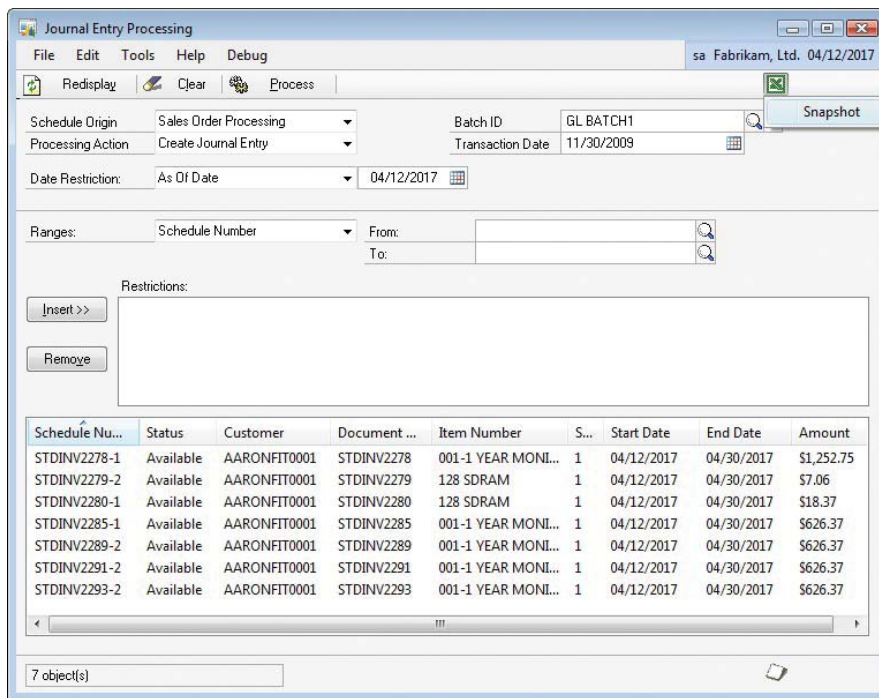 Journal Entry Processing
File Edit Tools Help Debug sa Fabrikam, Ltd. 04/12/2017
Redisplay Clear Process
Snapshot
Schedule Origin Sales Order Processing Batch ID GL BATCH1
Processing Action Create Journal Entry Transaction Date 11/30/2009
Date Restriction: As Of Date 04/12/2017
Ranges: Schedule Number From:
To:
Restrictions:
Insert >>
Remove
Schedule Nu... Status Customer Document ... Item Number S... Start Date End Date Amount
STDINV2278-1 Available AARONFIT0001 STDINV2278 001-1 YEAR MONI... 1 04/12/2017 04/30/2017 $1,252.75
STDINV2279-2 Available AARONFIT0001 STDINV2279 128 SDRAM 1 04/12/2017 04/30/2017 $7.06
STDINV2280-1 Available AARONFIT0001 STDINV2280 128 SDRAM 1 04/12/2017 04/30/2017 $18.37
STDINV2285-1 Available AARONFIT0001 STDINV2285 001-1 YEAR MONI... 1 04/12/2017 04/30/2017 $626.37
STDINV2289-2 Available AARONFIT0001 STDINV2289 001-1 YEAR MONI... 1 04/12/2017 04/30/2017 $626.37
STDINV2291-2 Available AARONFIT0001 STDINV2291 001-1 YEAR MONI... 1 04/12/2017 04/30/2017 $626.37
STDINV2293-2 Available AARONFIT0001 STDINV2293 001-1 YEAR MONI... 1 04/12/2017 04/30/2017 $626.37
7 object(s)